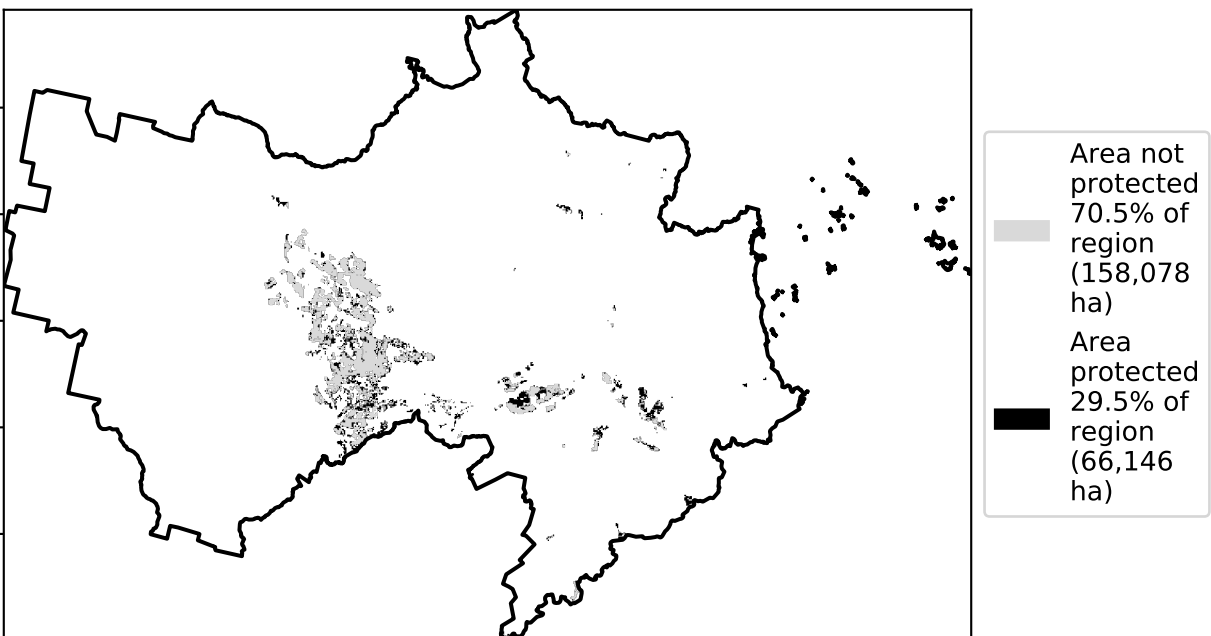 Area not
protected
70.5% of
region
(158,078
ha)
Area
protected
29.5% of
region
(66,146
ha)